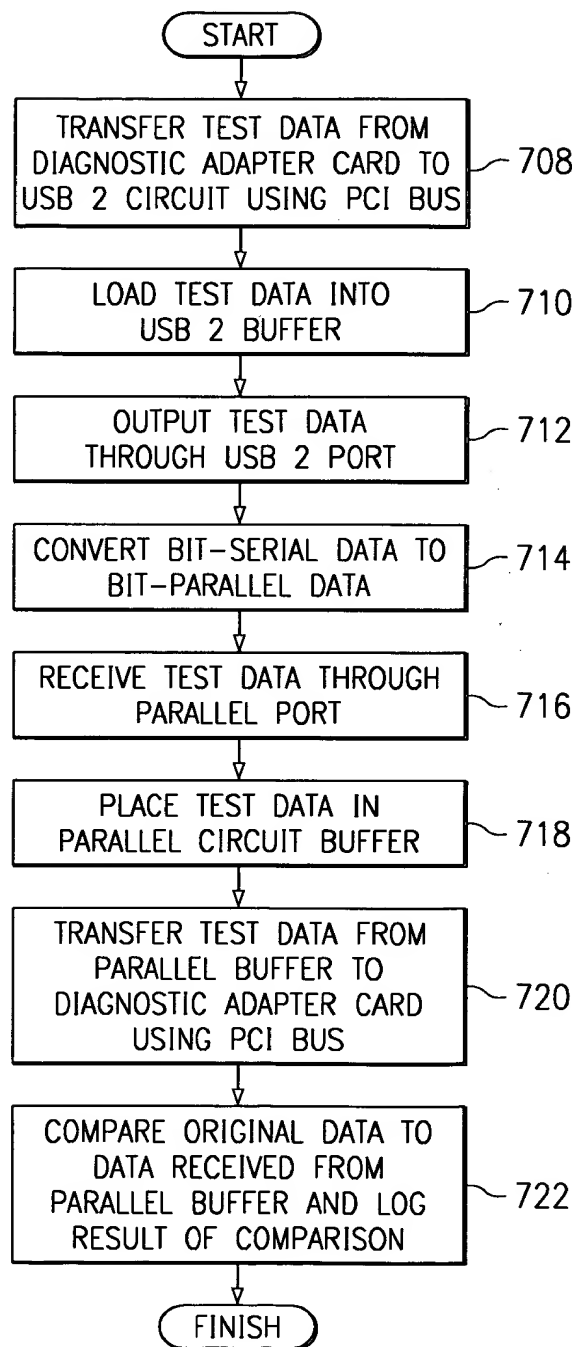 START
TRANSFER TEST DATA FROM
DIAGNOSTIC ADAPTER CARD TO
USB 2 CIRCUIT USING PCI BUS
708
LOAD TEST DATA INTO
USB 2 BUFFER
710
OUTPUT TEST DATA
THROUGH USB 2 PORT
712
CONVERT BIT-SERIAL DATA TO
BIT-PARALLEL DATA
714
RECEIVE TEST DATA THROUGH
PARALLEL PORT
716
PLACE TEST DATA IN
PARALLEL CIRCUIT BUFFER
718
TRANSFER TEST DATA FROM
PARALLEL BUFFER TO
DIAGNOSTIC ADAPTER CARD
USING PCI BUS
720
COMPARE ORIGINAL DATA TO
DATA RECEIVED FROM
PARALLEL BUFFER AND LOG
RESULT OF COMPARISON
722
FINISH